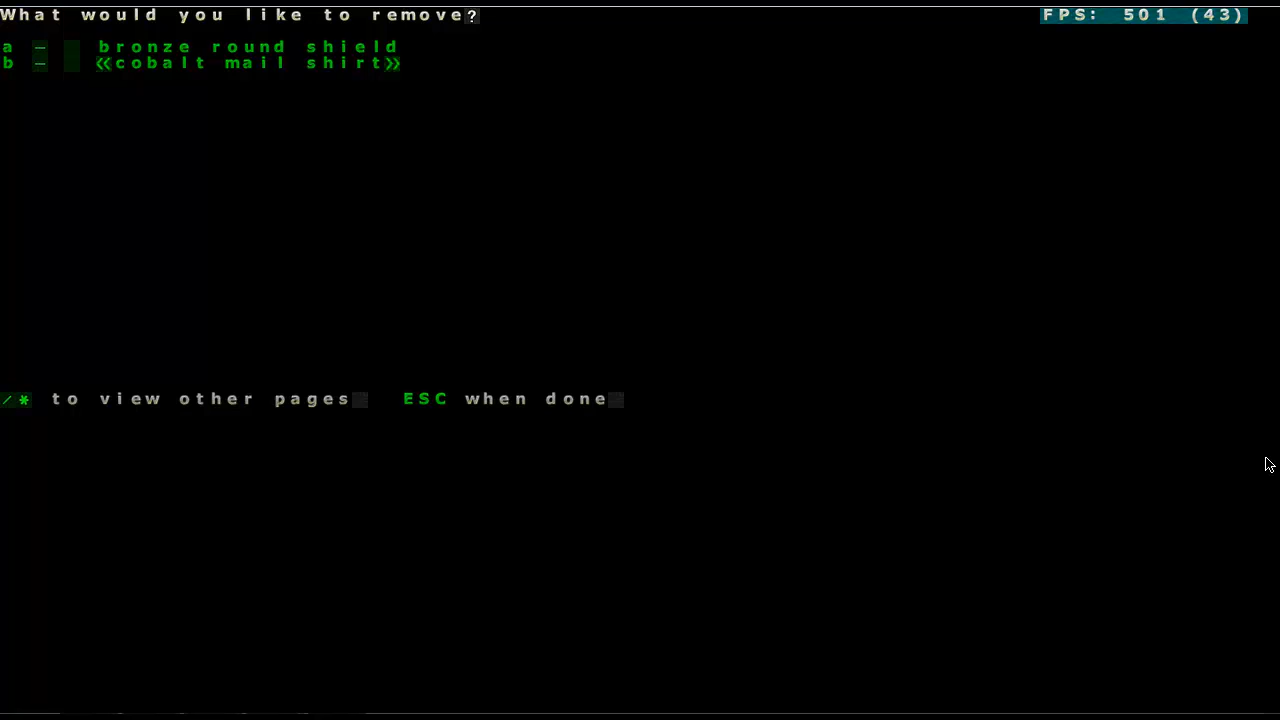 What would you like to remove?
FPS: 501 (43)
a - bronze round shield
b - «cobalt mail shirt»
/* to view other pages ESC when done